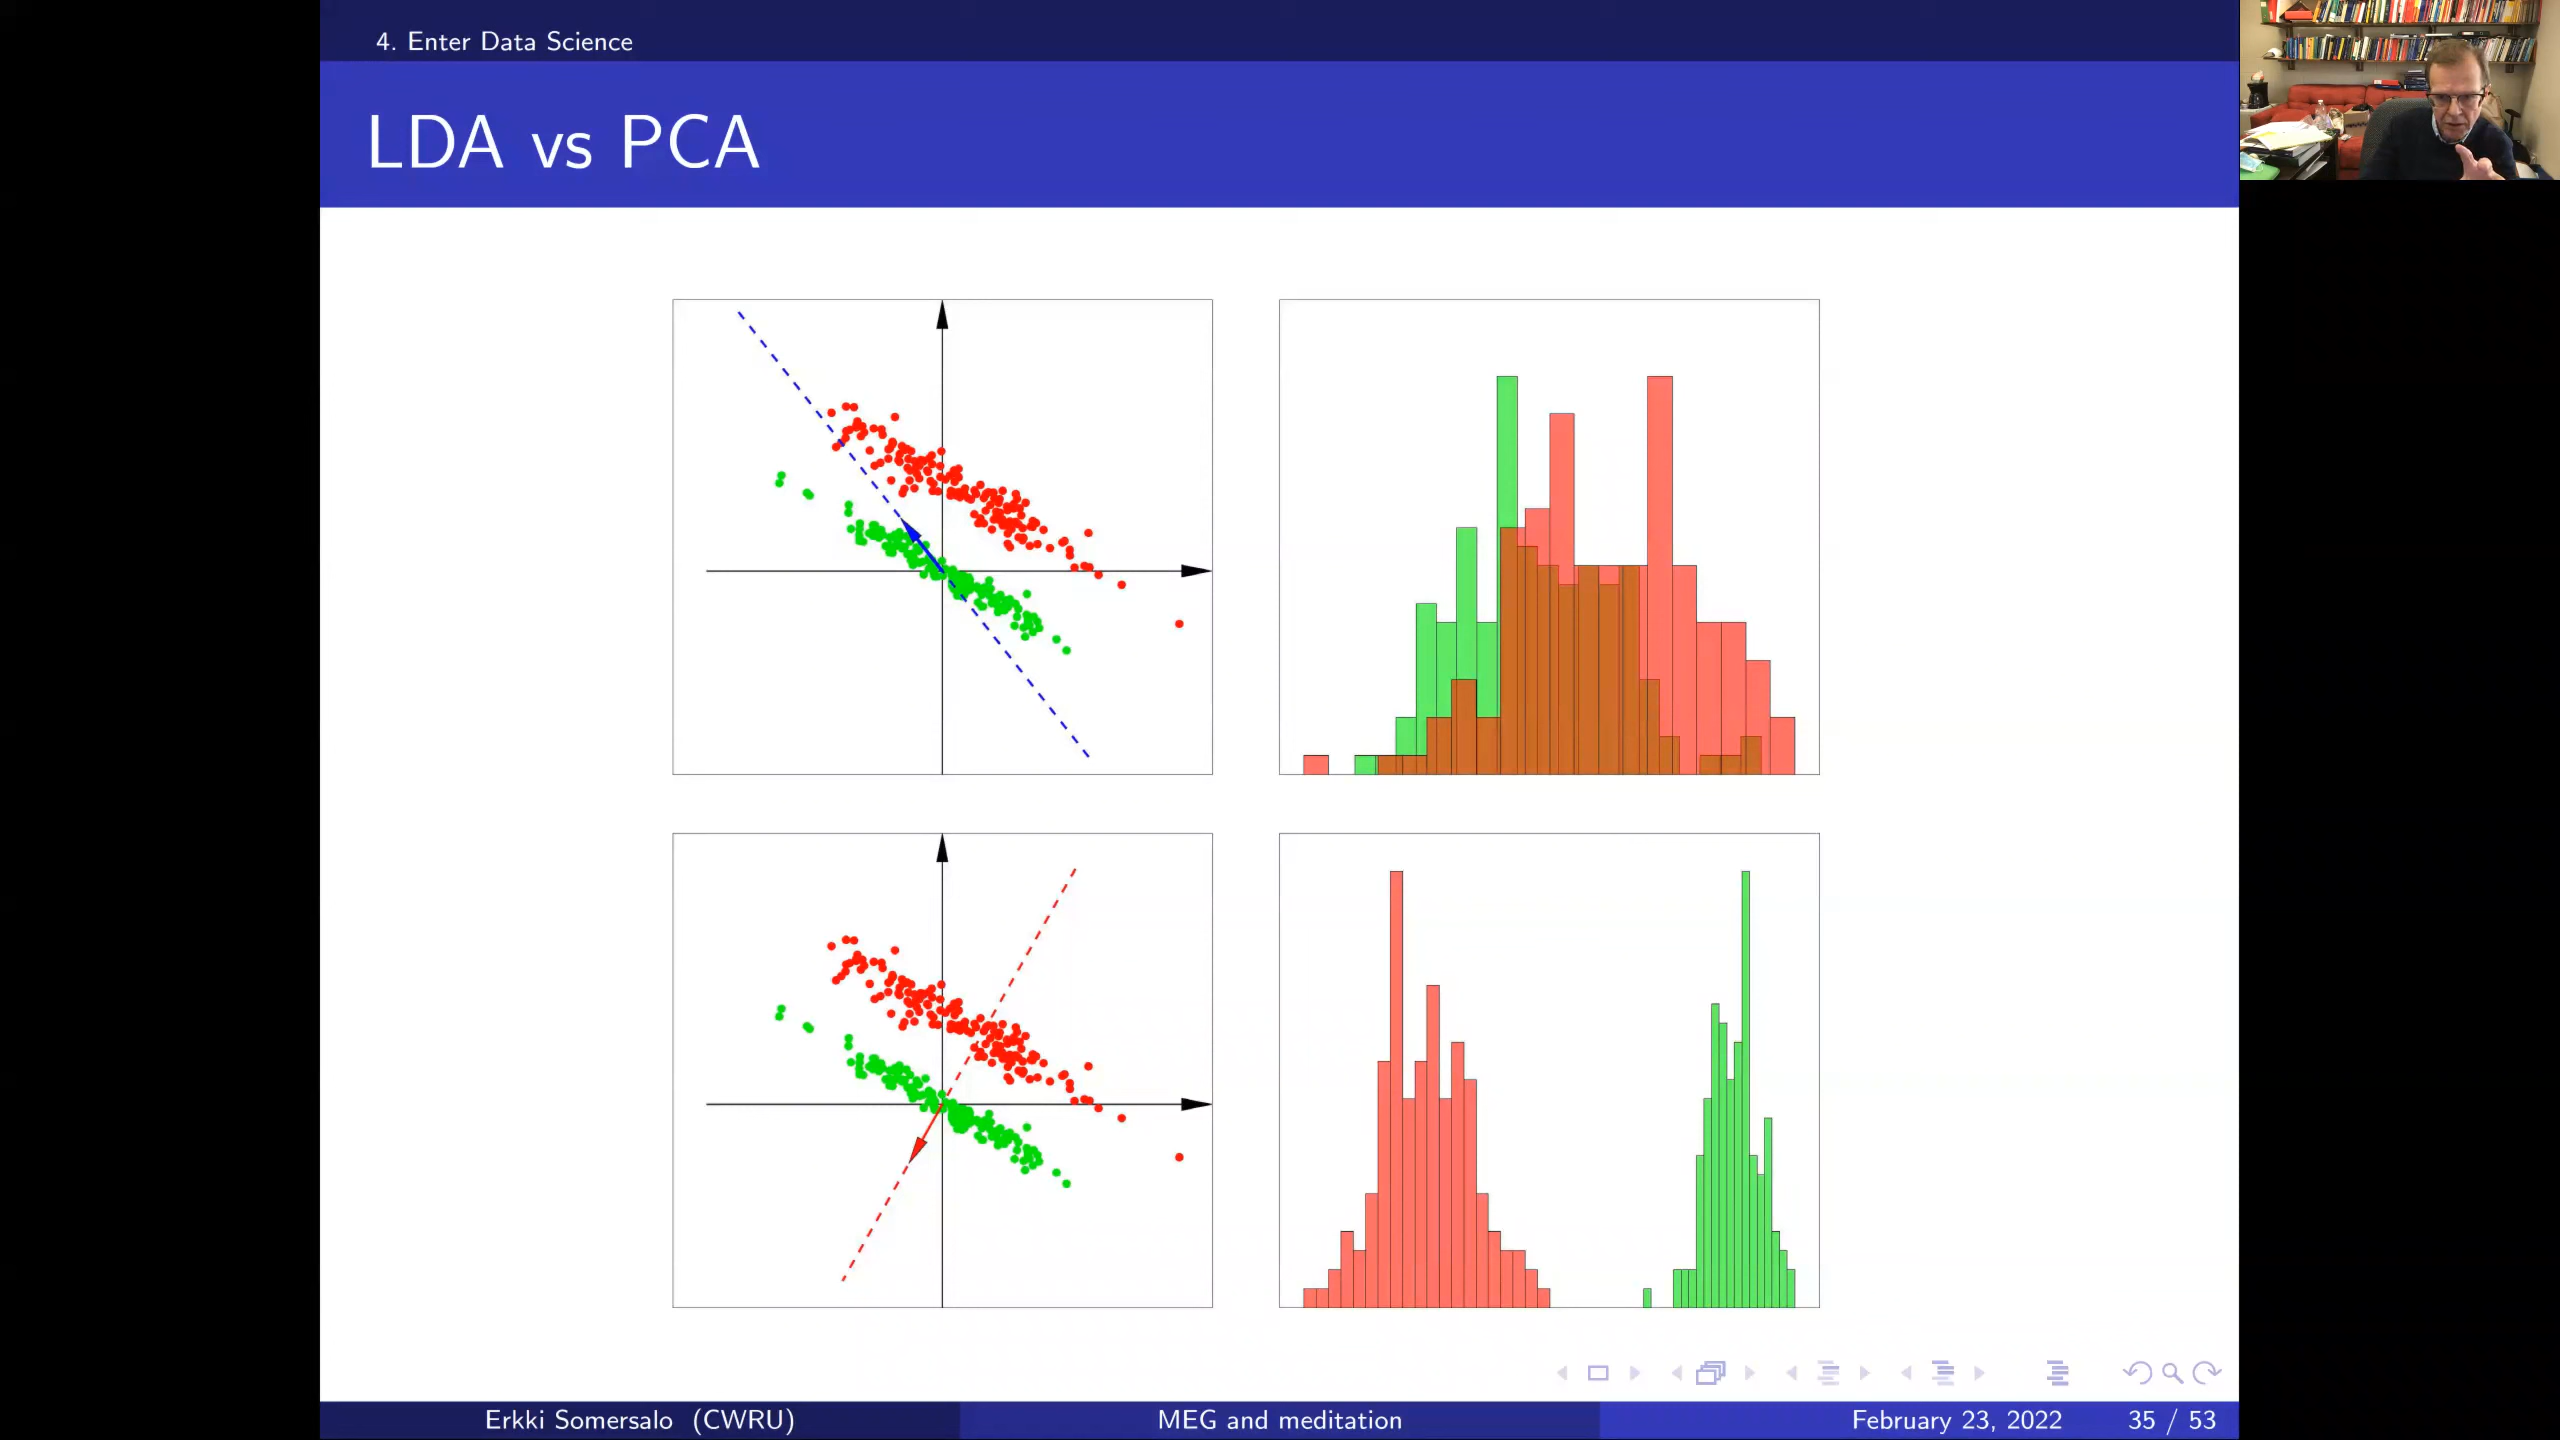 4. Enter Data Science
LDA vs PCA
Erkki Somersalo (CWRU)
MEG and meditation
February 23, 2022
35 / 53